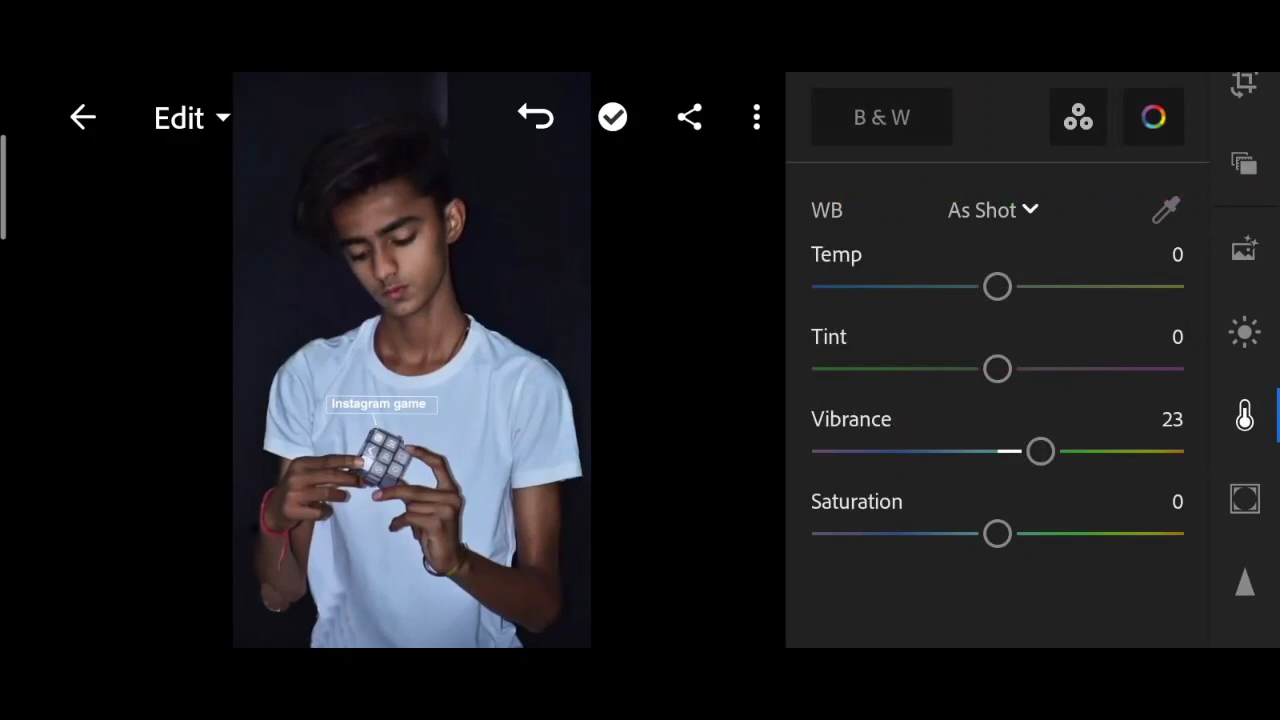 Edit
B & W
WB
As Shot
Temp
0
Tint
0
Vibrance
23
Saturation
0
Instagram game